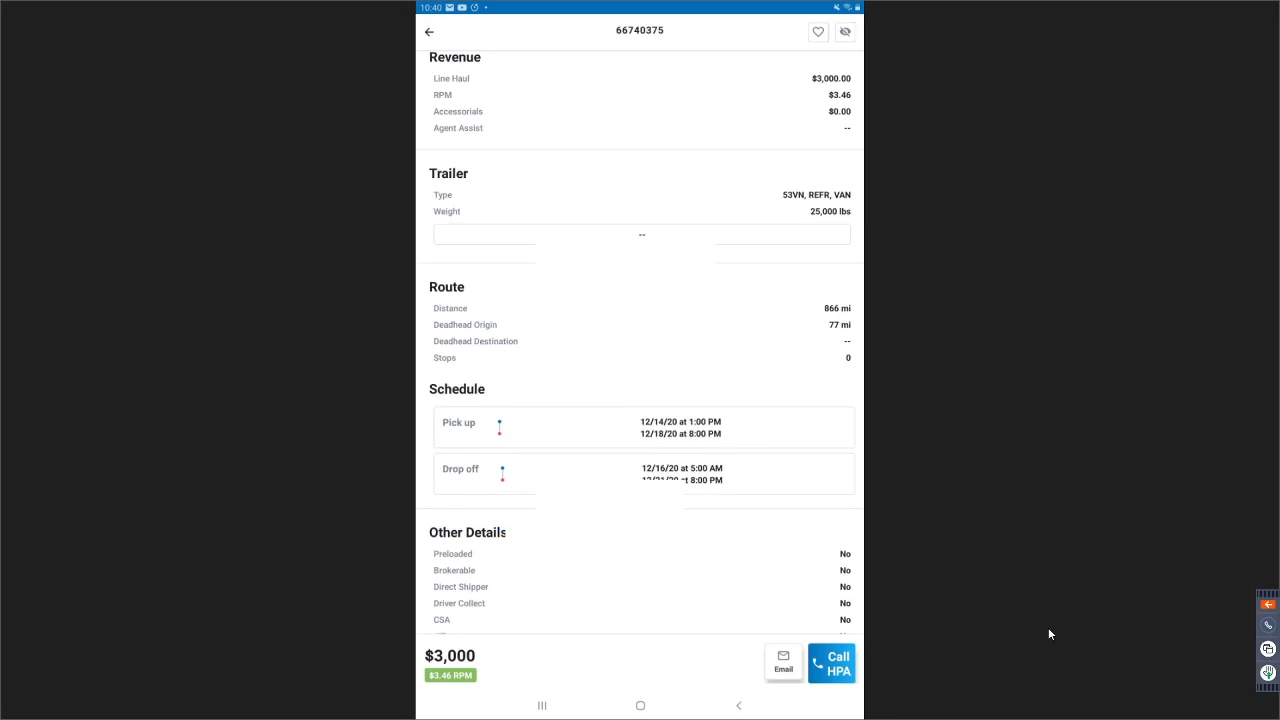 10:40
66740375
Revenue
Line Haul $3,000.00
RPM $3.46
Accessorials $0.00
Agent Assist --
Trailer
Type 53VN, REFR, VAN
Weight 25,000 lbs
--
Route
Distance 866 mi
Deadhead Origin 77 mi
Deadhead Destination --
Stops 0
Schedule
Pick up 12/14/20 at 1:00 PM
12/18/20 at 8:00 PM
Drop off 12/16/20 at 5:00 AM
12/21/20 at 8:00 PM
Other Details
Preloaded No
Brokerable No
Direct Shipper No
Driver Collect No
CSA No
$3,000
$3.46 RPM
Email
Call
HPA